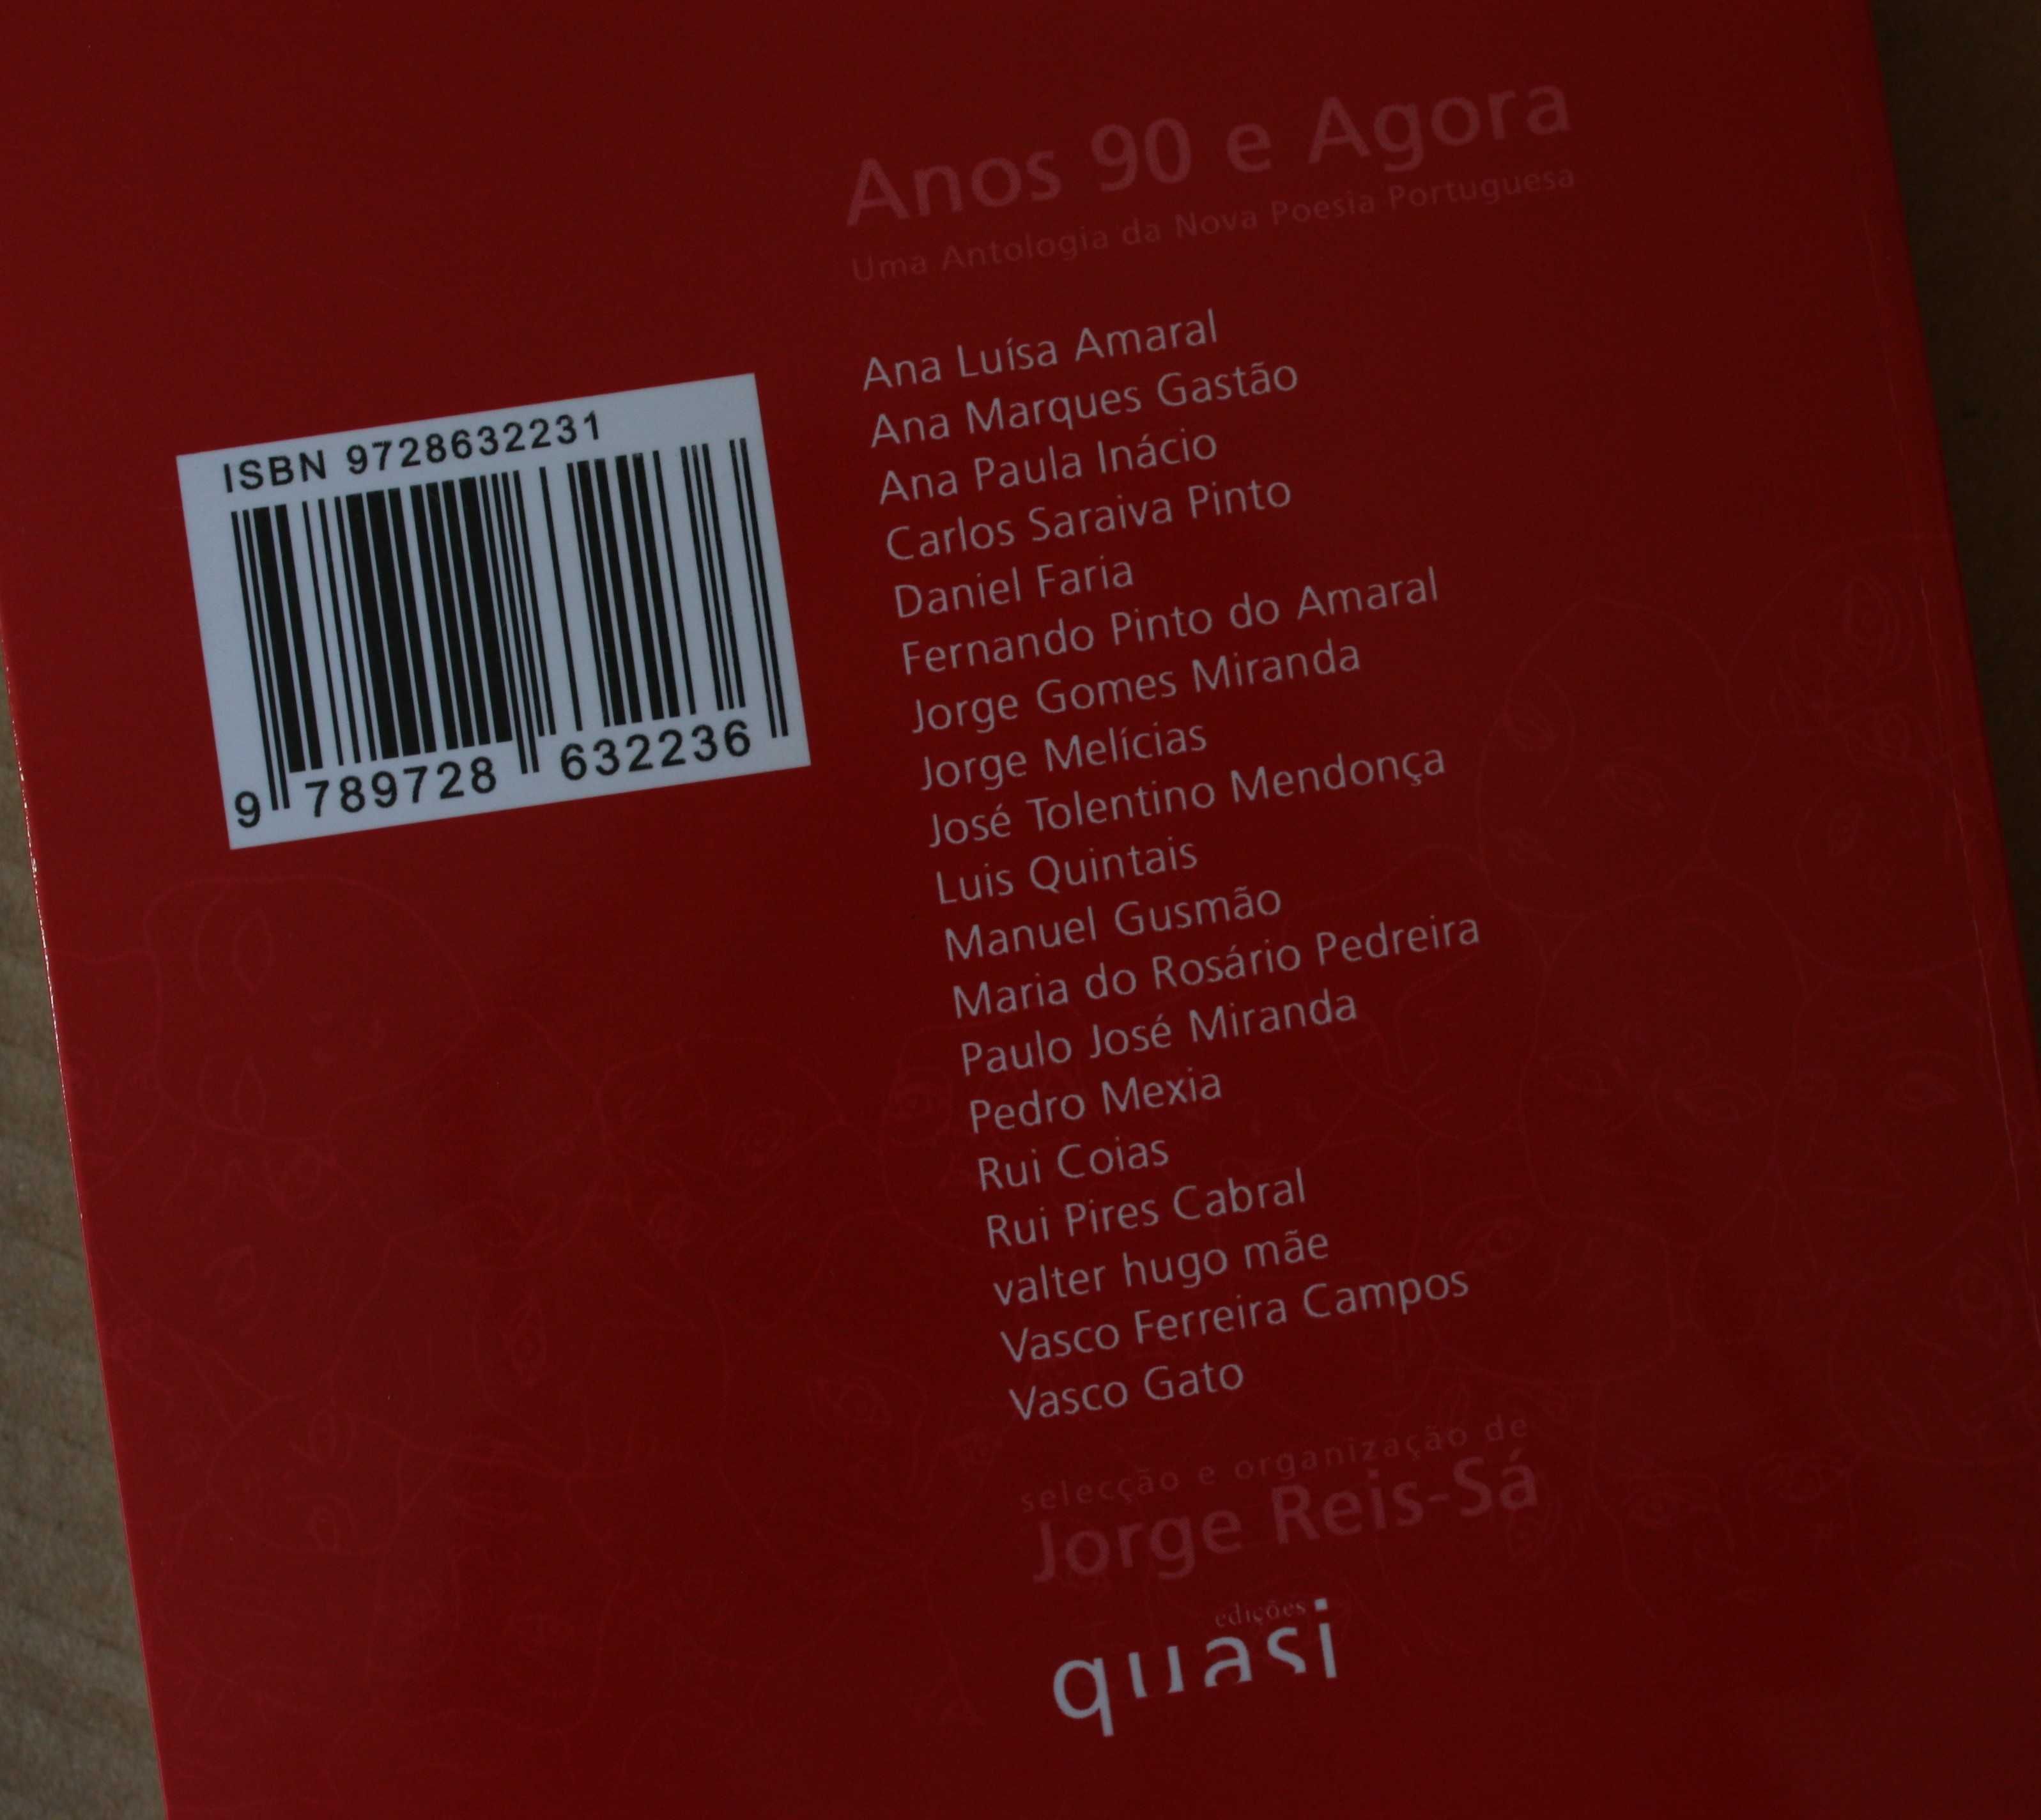 Anos 90 e Agora
Uma Antologia da Nova Poesia Portuguesa
ISBN 9728632231
9 789728 632236
Ana Luísa Amaral
Ana Marques Gastão
Ana Paula Inácio
Carlos Saraiva Pinto
Daniel Faria
Fernando Pinto do Amaral
Jorge Gomes Miranda
Jorge Melícias
José Tolentino Mendonça
Luis Quintais
Manuel Gusmão
Maria do Rosário Pedreira
Paulo José Miranda
Pedro Mexia
Rui Coias
Rui Pires Cabral
valter hugo mãe
Vasco Ferreira Campos
Vasco Gato
selecção e organização de
Jorge Reis-Sá
edições
quasi